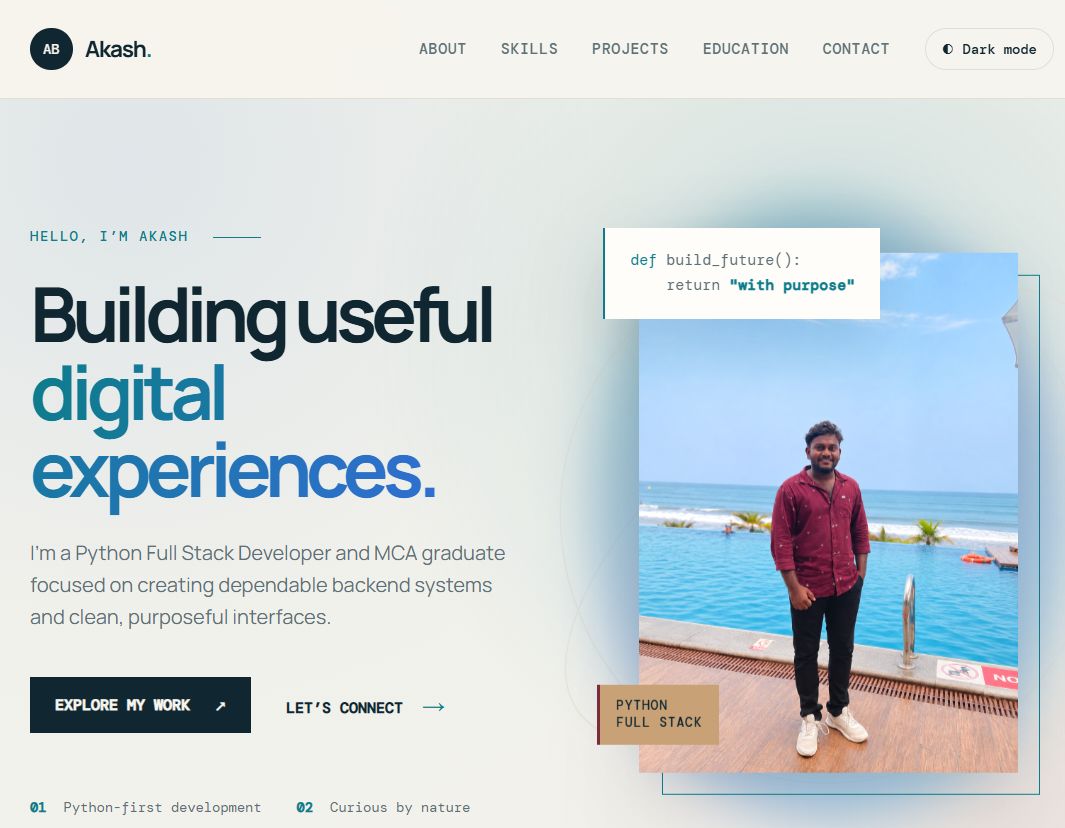 AB Akash.
ABOUT SKILLS PROJECTS EDUCATION CONTACT Dark mode
HELLO, I’M AKASH
Building useful
digital
experiences.
I’m a Python Full Stack Developer and MCA graduate
focused on creating dependable backend systems
and clean, purposeful interfaces.
EXPLORE MY WORK ↗
LET’S CONNECT →
01 Python-first development 02 Curious by nature
def build_future():
return "with purpose"
PYTHON
FULL STACK
NO